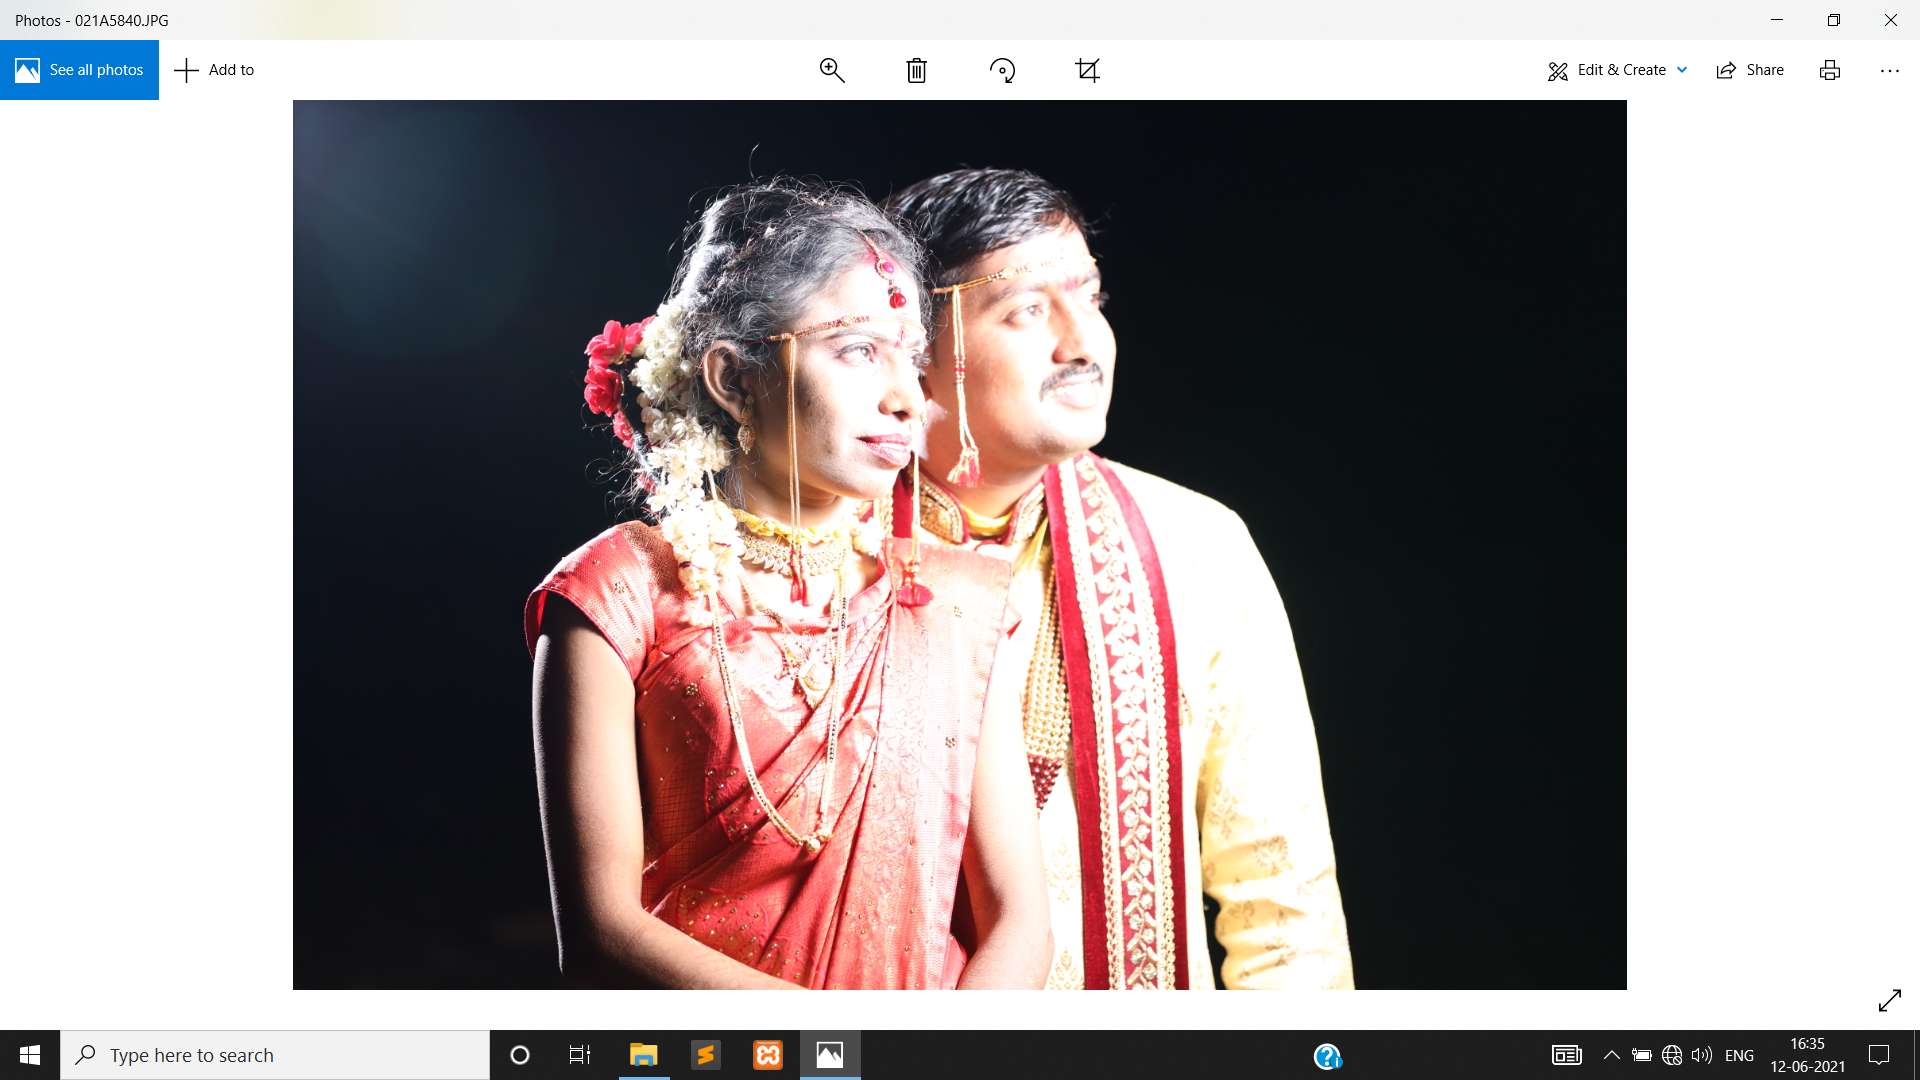 Photos - 021A5840.JPG
See all photos
Add to
Edit & Create
Share
Type here to search
ENG
16:35
12-06-2021